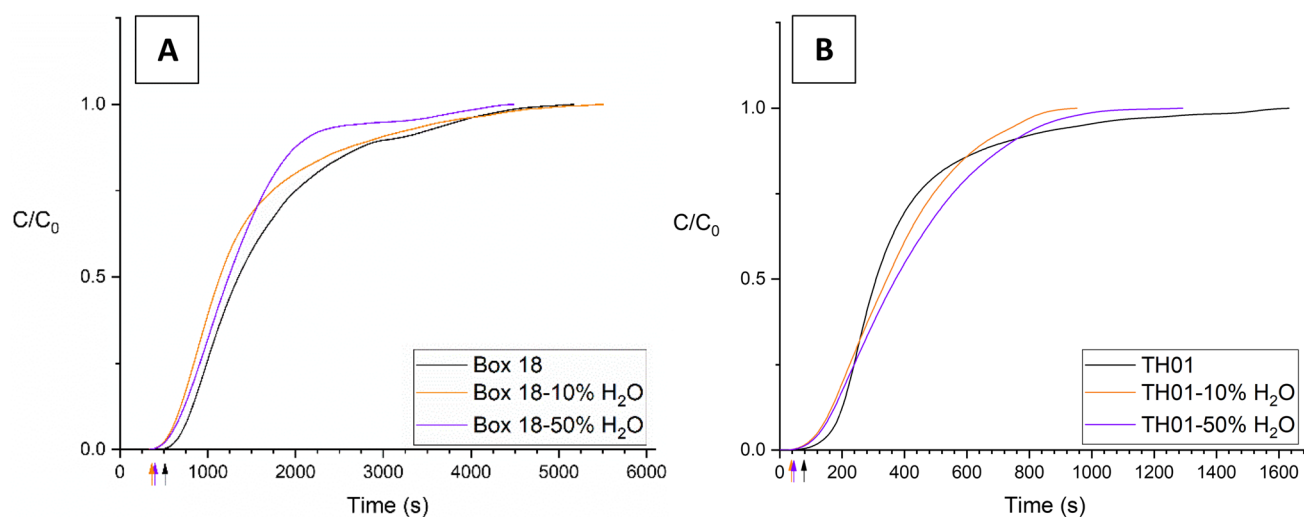 A
1.0
C/C₀
0.5
0.0
Box 18
Box 18-10% H₂O
Box 18-50% H₂O
0 1000 2000 3000 4000 5000 6000
Time (s)
B
1.0
C/C₀
0.5
0.0
TH01
TH01-10% H₂O
TH01-50% H₂O
0 200 400 600 800 1000 1200 1400 1600
Time (s)